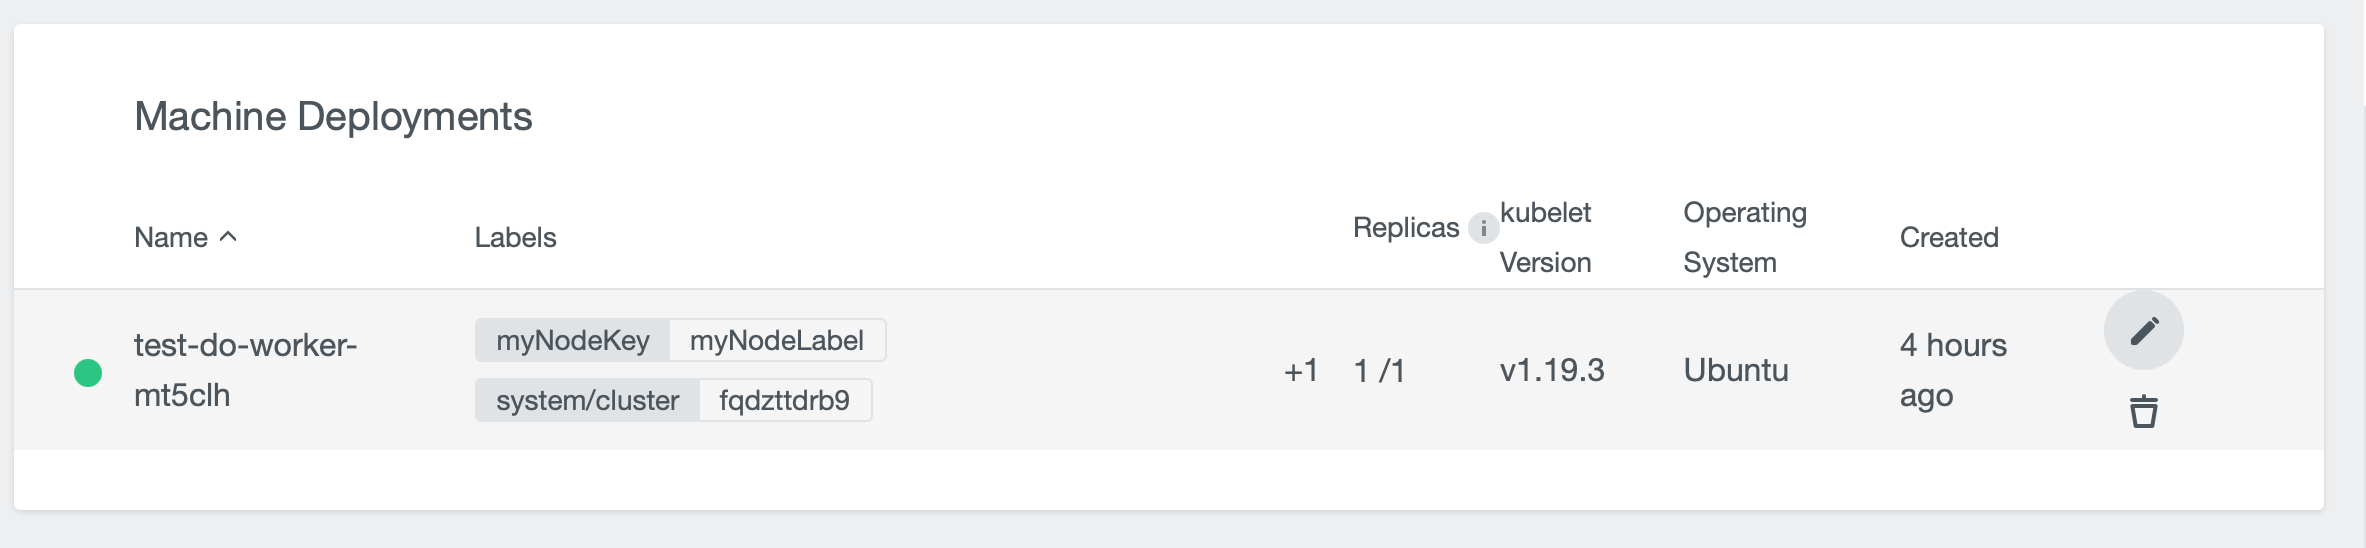 Machine Deployments
Name
Labels
Replicas i
kubelet
Version
Operating
System
Created
test-do-worker-
mt5clh
myNodeKey myNodeLabel
system/cluster fqdzttdrb9
+1
1 /1
v1.19.3
Ubuntu
4 hours
ago